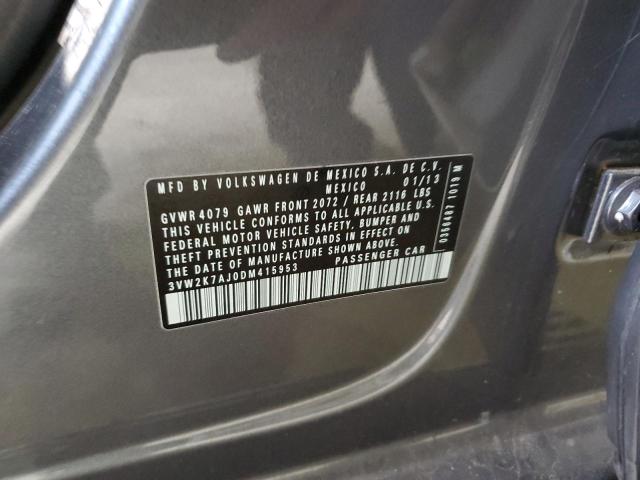 MFD BY VOLKSWAGEN DE MEXICO S.A. DE C.V.
MEXICO 01/13
GVWR 4079 GAWR FRONT 2072 / REAR 2116 LBS
THIS VEHICLE CONFORMS TO ALL APPLICABLE U.S.
FEDERAL MOTOR VEHICLE SAFETY, BUMPER AND
THEFT PREVENTION STANDARDS IN EFFECT ON
THE DATE OF MANUFACTURE SHOWN ABOVE.
3VW2K7AJ0DM415953 PASSENGER CAR